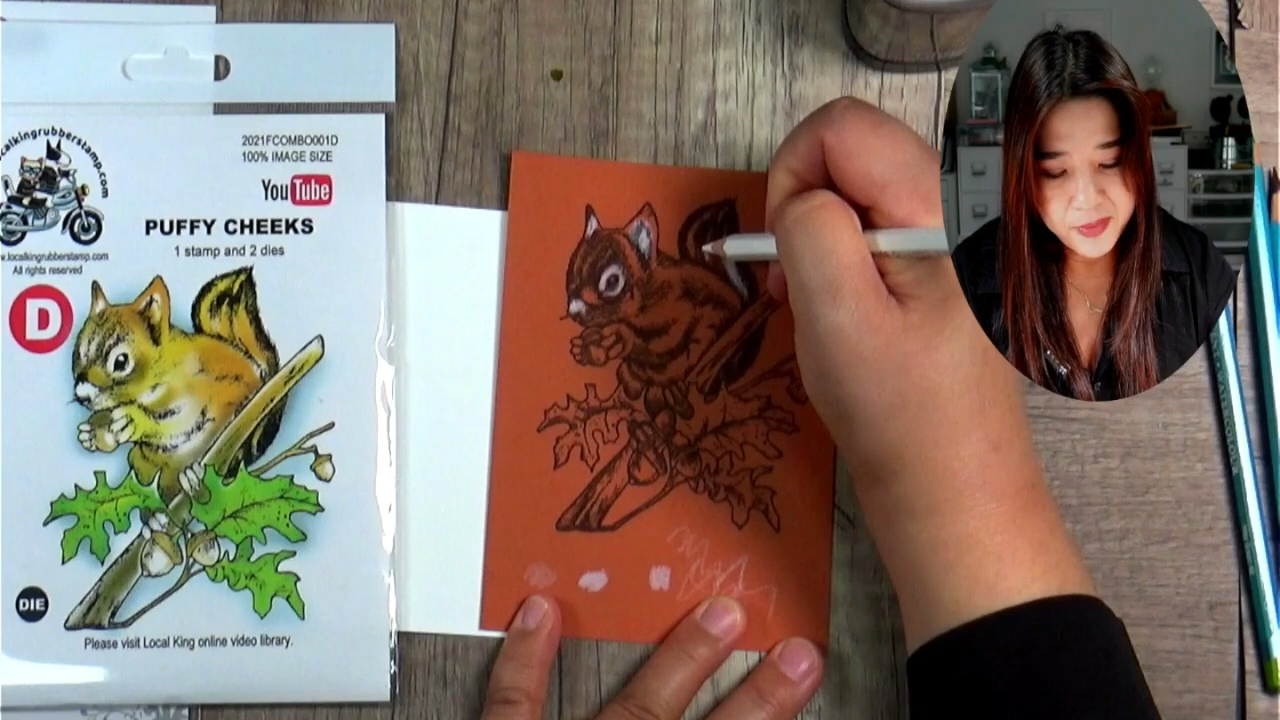 calkingrubberstamp.com
w.localkingrubberstamp.com
All rights reserved
2021FCOMBO001D
100% IMAGE SIZE
YouTube
PUFFY CHEEKS
1 stamp and 2 dies
D
DIE
Please visit Local King online video library.